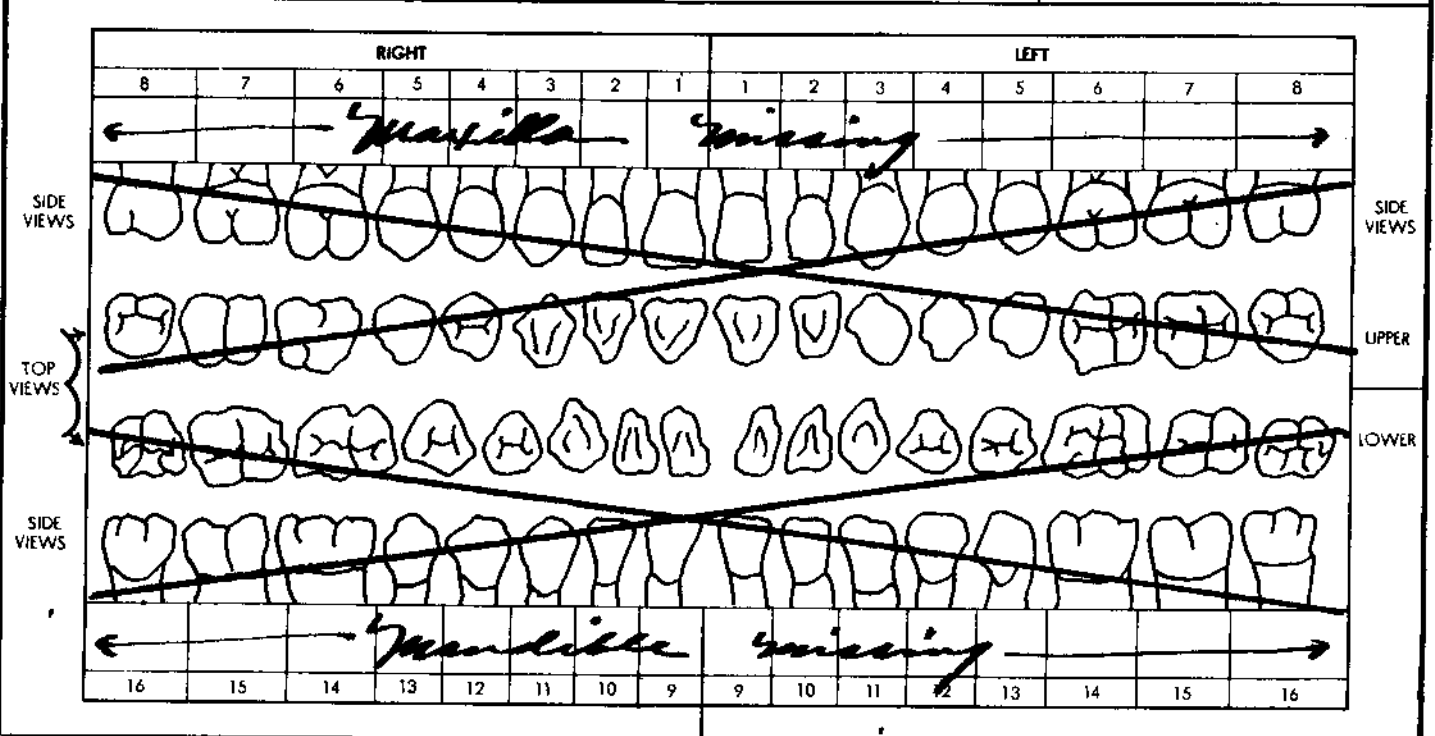 RIGHT LEFT
8 7 6 5 4 3 2 1 1 2 3 4 5 6 7 8
Maxilla missing
SIDE VIEWS
SIDE VIEWS
TOP VIEWS
UPPER
LOWER
SIDE VIEWS
SIDE VIEWS
Mandible missing
16 15 14 13 12 11 10 9 9 10 11 12 13 14 15 16